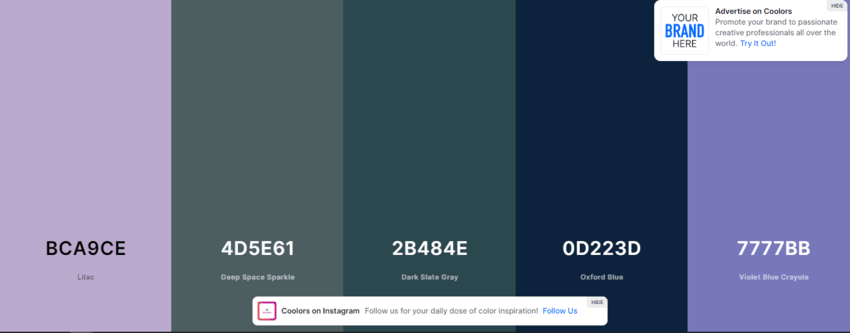 HIDE
YOUR
BRAND
HERE
Advertise on Coolors
Promote your brand to passionate
creative professionals all over the
world. Try It Out!
BCA9CE
Lilac
4D5E61
Deep Space Sparkle
2B484E
Dark Slate Gray
0D223D
Oxford Blue
7777BB
Violet Blue Crayola
HIDE
Coolors on Instagram Follow us for your daily dose of color inspiration! Follow Us